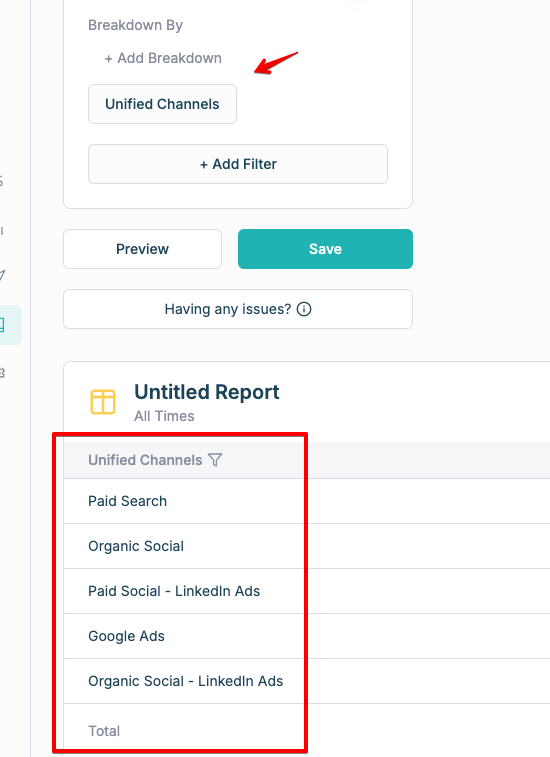 Breakdown By
+ Add Breakdown
Unified Channels
+ Add Filter
Preview
Save
Having any issues?
Untitled Report
All Times
Unified Channels
Paid Search
Organic Social
Paid Social - LinkedIn Ads
Google Ads
Organic Social - LinkedIn Ads
Total